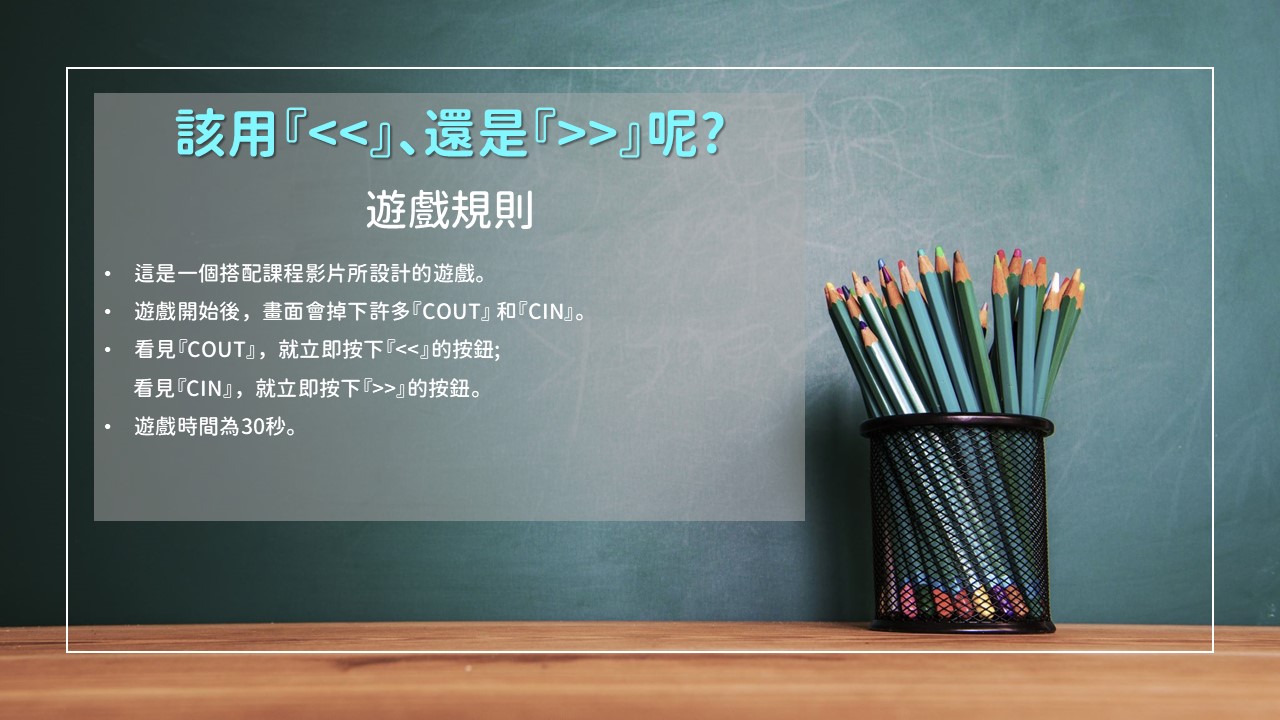 該用『<<』、還是『>>』呢?
遊戲規則
• 這是一個搭配課程影片所設計的遊戲。
• 遊戲開始後，畫面會掉下許多『COUT』和『CIN』。
• 看見『COUT』，就立即按下『<<』的按鈕;
看見『CIN』，就立即按下『>>』的按鈕。
• 遊戲時間為30秒。